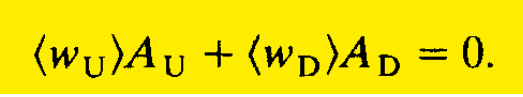 ⟨w_U⟩A_U + ⟨w_D⟩A_D = 0.